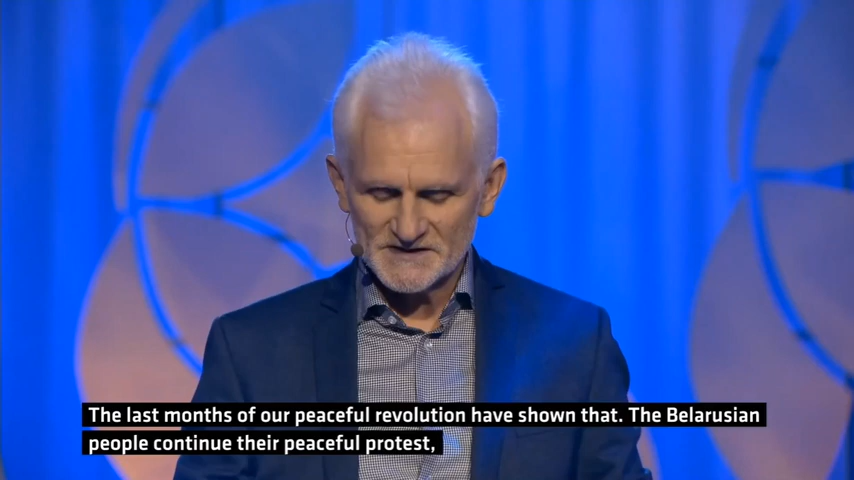 The last months of our peaceful revolution have shown that. The Belarusian
people continue their peaceful protest,